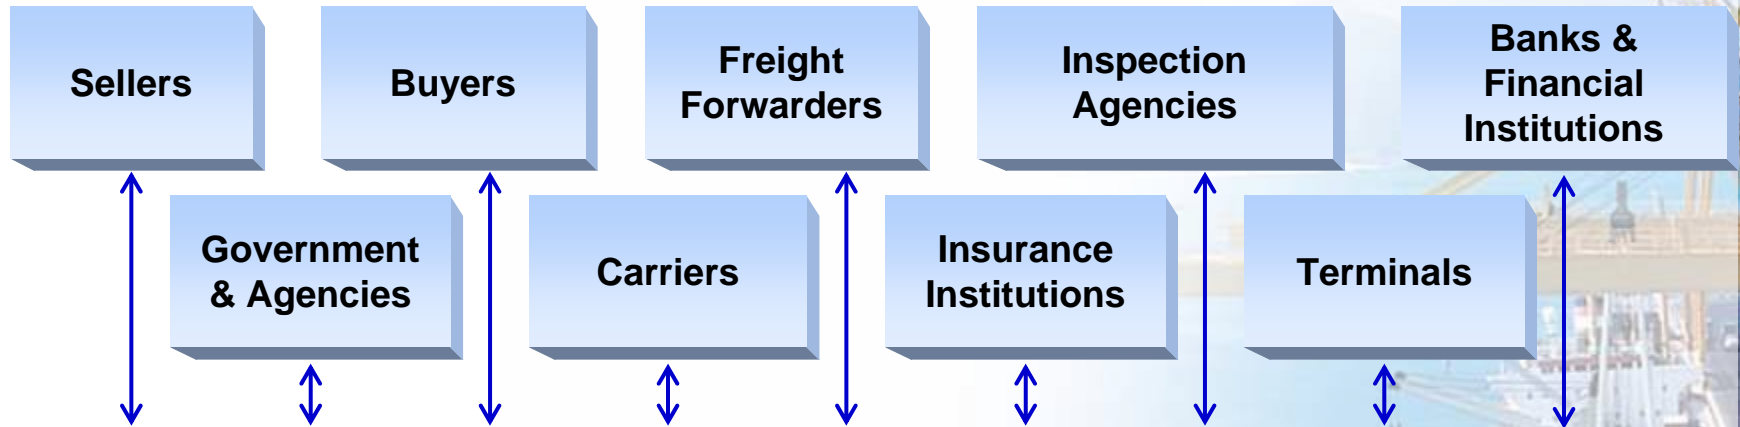 Sellers
Buyers
Freight
Forwarders
Inspection
Agencies
Banks &
Financial
Institutions
Government
& Agencies
Carriers
Insurance
Institutions
Terminals